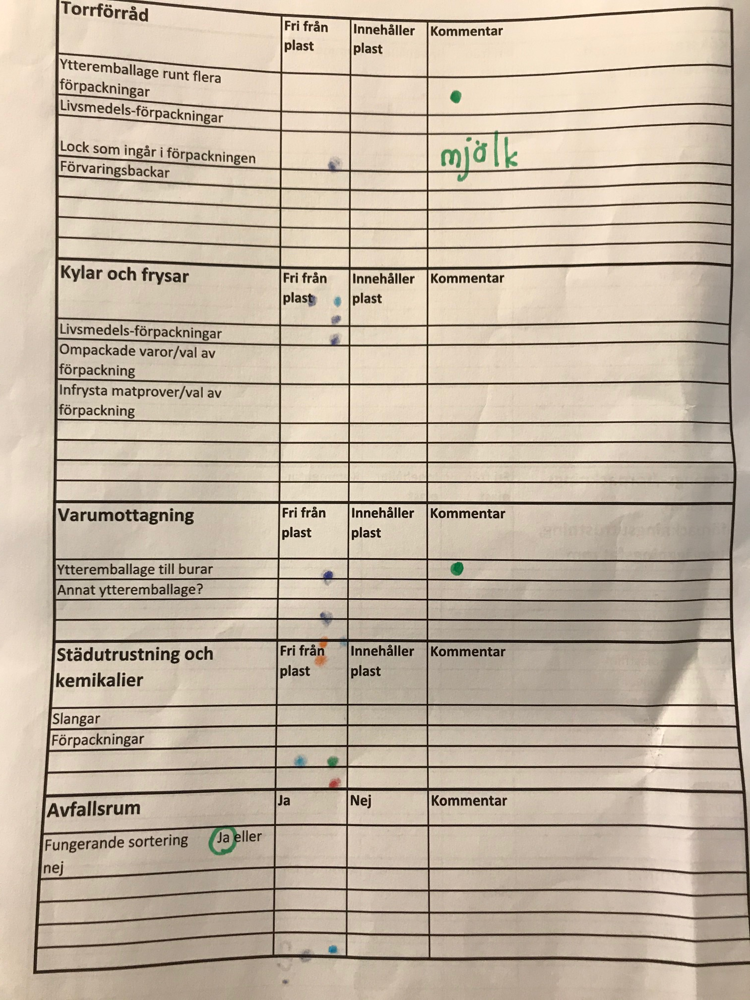 Torrförråd
Fri från
plast
Innehåller
plast
Kommentar
Ytteremballage runt flera
förpackningar
Livsmedels-förpackningar
Lock som ingår i förpackningen
mjölk
Förvaringsbackar
Kylar och frysar
Fri från
plast
Innehåller
plast
Kommentar
Livsmedels-förpackningar
Ompackade varor/val av
förpackning
Infrysta matprover/val av
förpackning
Varumottagning
Fri från
plast
Innehåller
plast
Kommentar
Ytteremballage till burar
Annat ytteremballage?
Städutrustning och
kemikalier
Fri från
plast
Innehåller
plast
Kommentar
Slangar
Förpackningar
Avfallsrum
Ja
Nej
Kommentar
Fungerande sortering Ja eller
nej